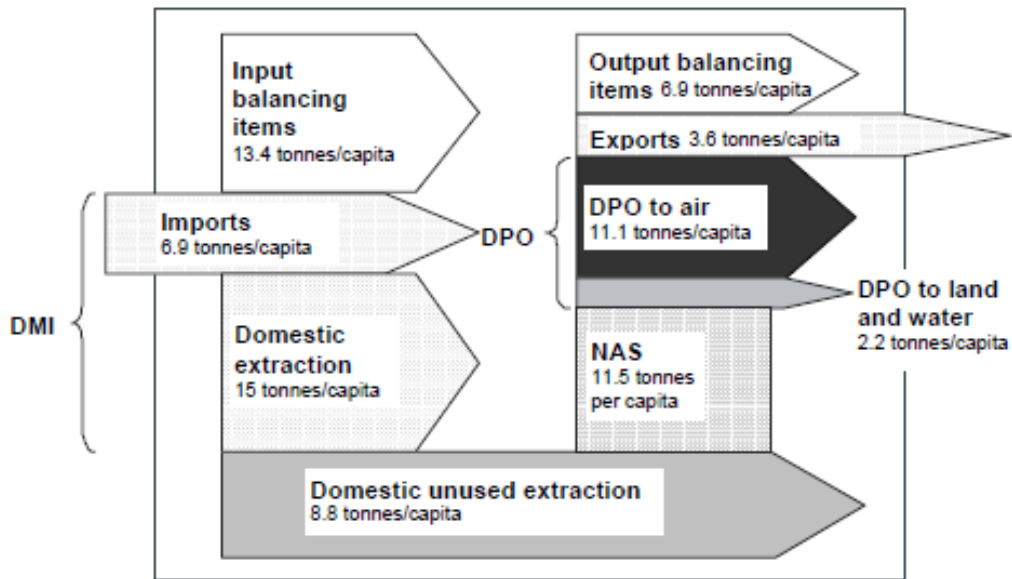 Input
balancing
items
13.4 tonnes/capita
Imports
6.9 tonnes/capita
DMI
Domestic
extraction
15 tonnes/capita
Output balancing
items 6.9 tonnes/capita
Exports 3.6 tonnes/capita
DPO
DPO to air
11.1 tonnes/capita
DPO to land
and water
2.2 tonnes/capita
NAS
11.5 tonnes
per capita
Domestic unused extraction
8.8 tonnes/capita